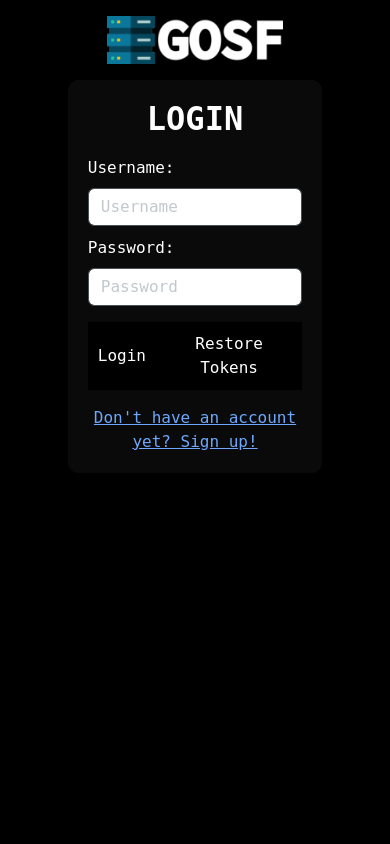 GOSF
LOGIN
Username:
Username
Password:
Password
Login
Restore
Tokens
Don't have an account
yet? Sign up!